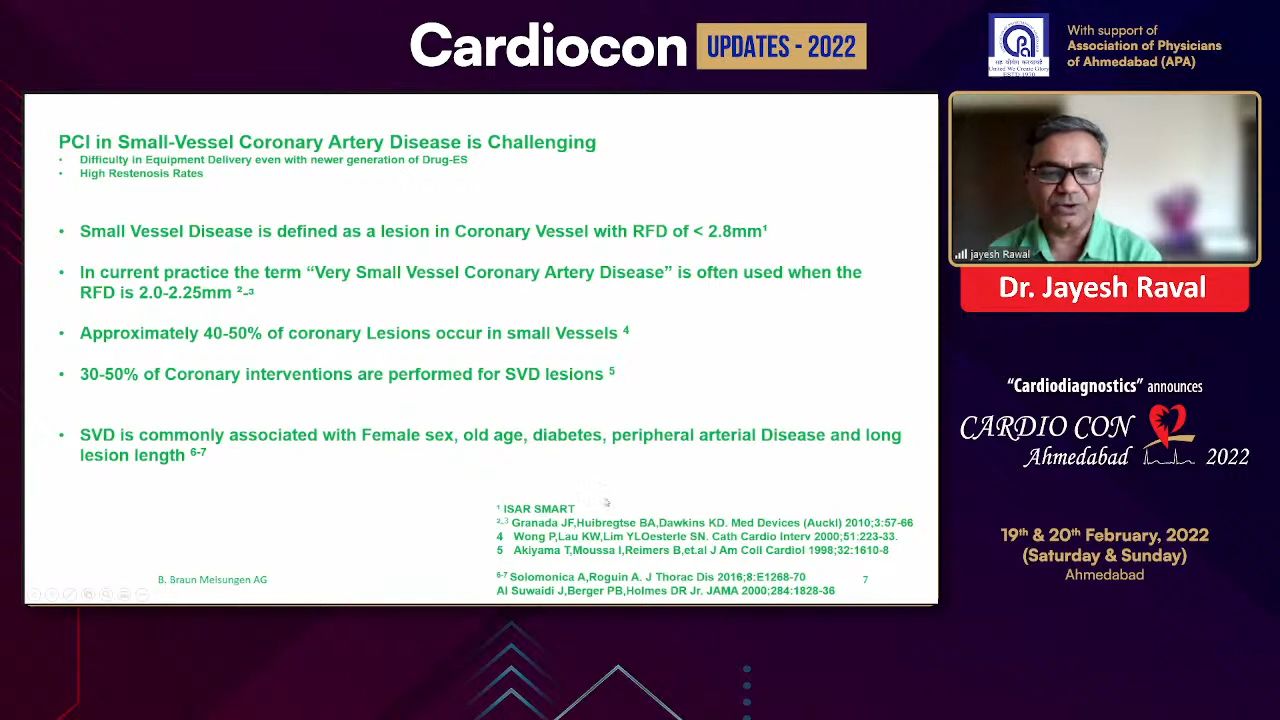 Cardiocon UPDATES - 2022
With support of
Association of Physicians
of Ahmedabad (APA)
United We Create Glory
ESTD 1970
PCI in Small-Vessel Coronary Artery Disease is Challenging
• Difficulty in Equipment Delivery even with newer generation of Drug-ES
• High Restenosis Rates
• Small Vessel Disease is defined as a lesion in Coronary Vessel with RFD of < 2.8mm¹
• In current practice the term “Very Small Vessel Coronary Artery Disease” is often used when the
RFD is 2.0-2.25mm ²-³
• Approximately 40-50% of coronary Lesions occur in small Vessels ⁴
• 30-50% of Coronary interventions are performed for SVD lesions ⁵
• SVD is commonly associated with Female sex, old age, diabetes, peripheral arterial Disease and long
lesion length ⁶⁻⁷
¹ ISAR SMART
²-³ Granada JF,Huibregtse BA,Dawkins KD. Med Devices (Auckl) 2010;3:57-66
4 Wong P,Lau KW,Lim YLOesterle SN. Cath Cardio Interv 2000;51:223-33.
5 Akiyama T,Moussa I,Reimers B,et.al J Am Coll Cardiol 1998;32:1610-8
⁶⁻⁷ Solomonica A,Roguin A. J Thorac Dis 2016;8:E1268-70
Al Suwaidi J,Berger PB,Holmes DR Jr. JAMA 2000;284:1828-36
B. Braun Melsungen AG
7
jayesh Rawal
Dr. Jayesh Raval
“Cardiodiagnostics” announces
CARDIO CON
Ahmedabad 2022
19th & 20th February, 2022
(Saturday & Sunday)
Ahmedabad